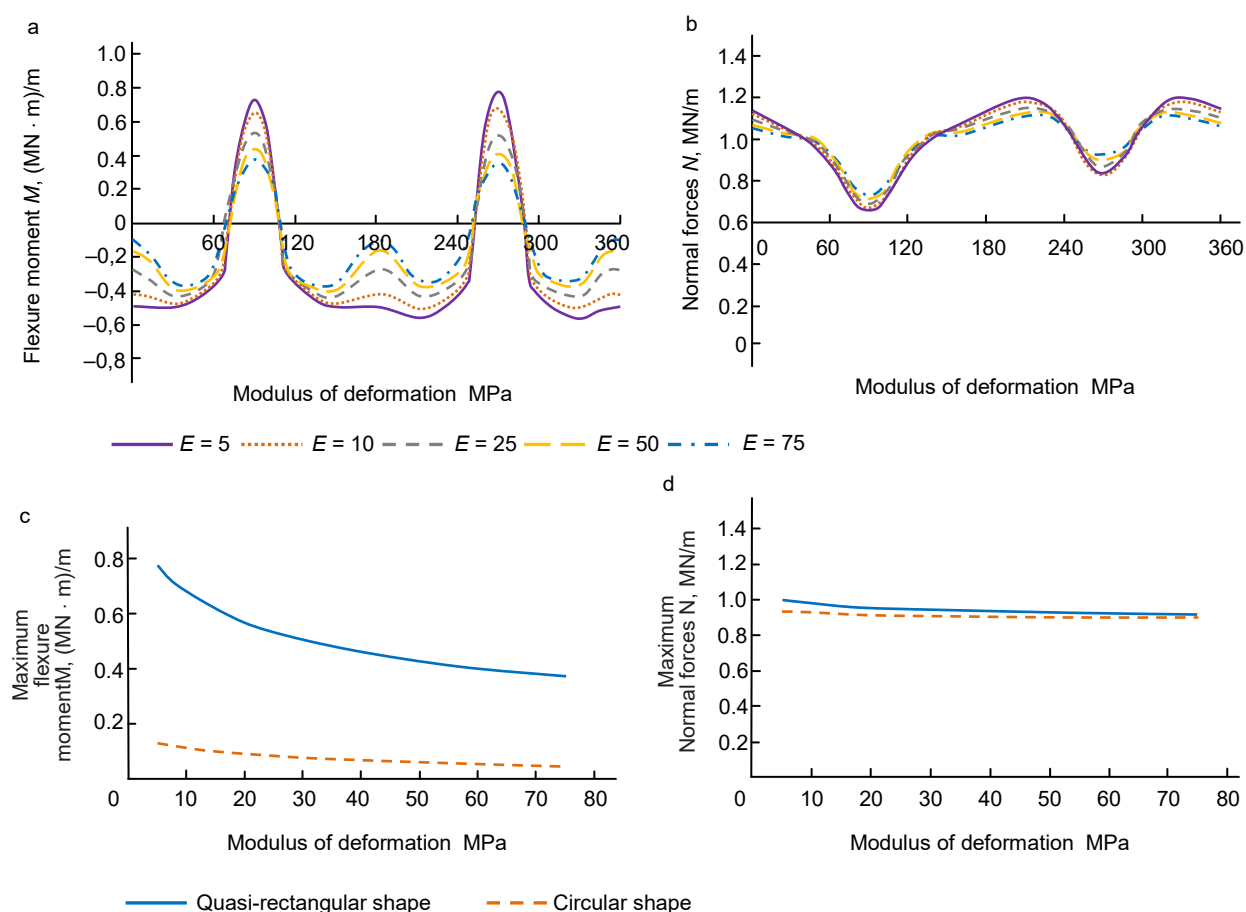 a
Flexure moment M, (MN · m)/m
1.0
0.8
0.6
0.4
0.2
0
–0,2
–0.4
–0.6
–0,8
60 120 180 240 300 360
Modulus of deformation MPa
b
Normal forces N, MN/m
1.4
1.2
1.0
0.8
0.6
0.4
0.2
0
0 60 120 180 240 300 360
Modulus of deformation MPa
E = 5 E = 10 E = 25 E = 50 E = 75
c
Maximum
flexure
momentM, (MN · m)/m
0.8
0.6
0.4
0.2
0 10 20 30 40 50 60 70 80
Modulus of deformation MPa
d
Maximum
Normal forces N, MN/m
1.4
1.2
1.0
0.8
0.6
0.4
0.2
0 10 20 30 40 50 60 70 80
Modulus of deformation MPa
Quasi-rectangular shape Circular shape